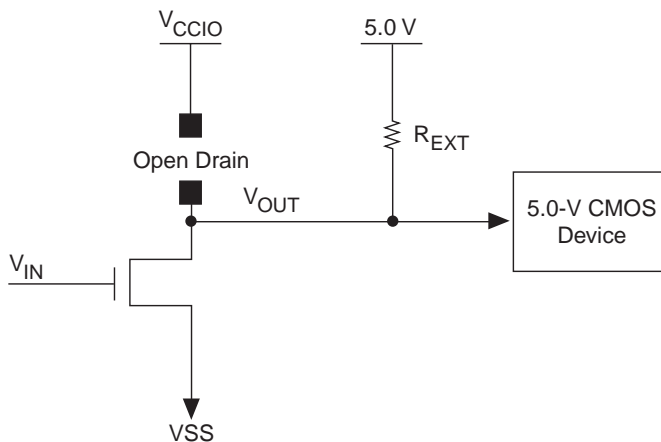 VCCIO
5.0 V
REXT
Open Drain
VOUT
5.0-V CMOS
Device
VIN
VSS